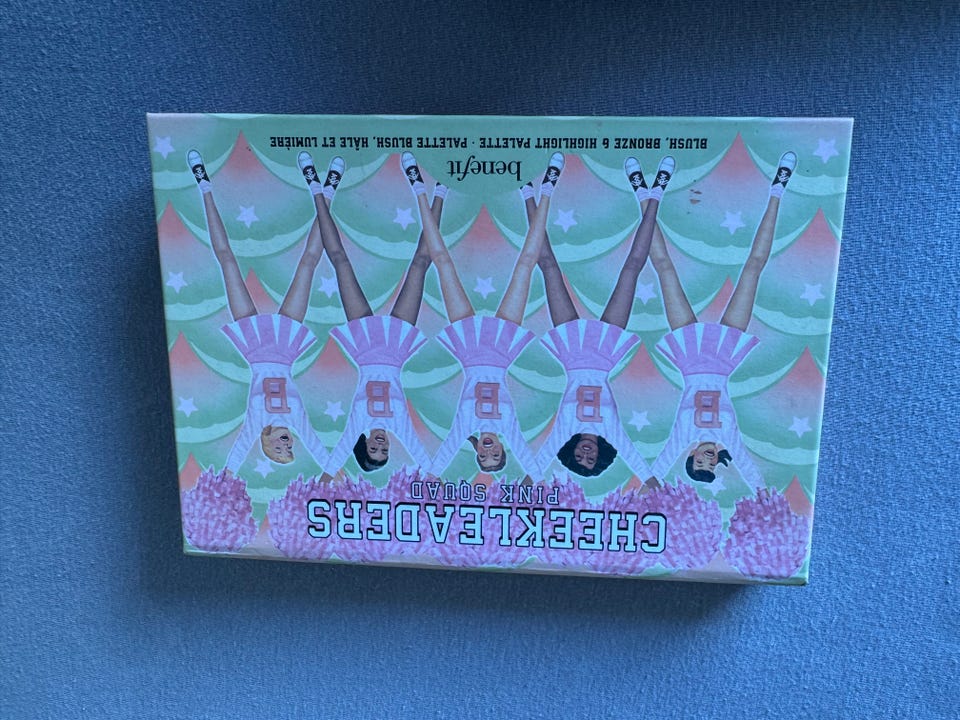 CHEEKLEADERS
PINK SQUAD
B B B B B
benefit
BLUSH, BRONZE & HIGHLIGHT PALETTE · PALETTE BLUSH, HÂLE ET LUMIÈRE